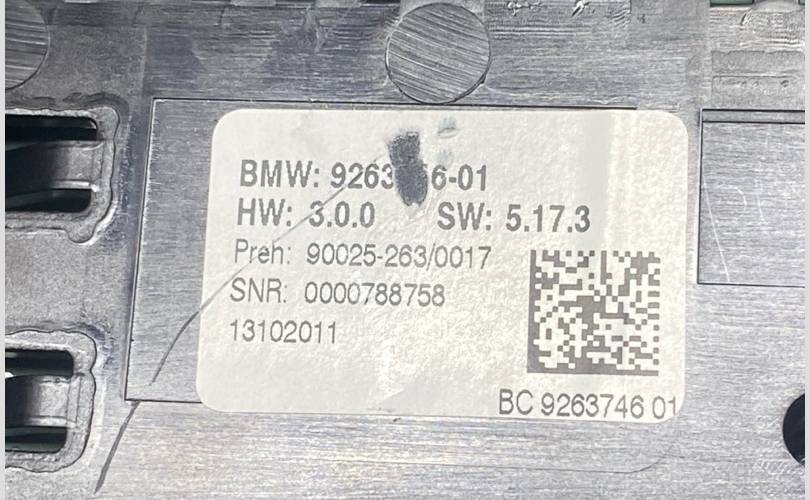 BMW: 9263 6-01
HW: 3.0.0 SW: 5.17.3
Preh: 90025-263/0017
SNR: 0000788758
13102011
BC 9263746 01